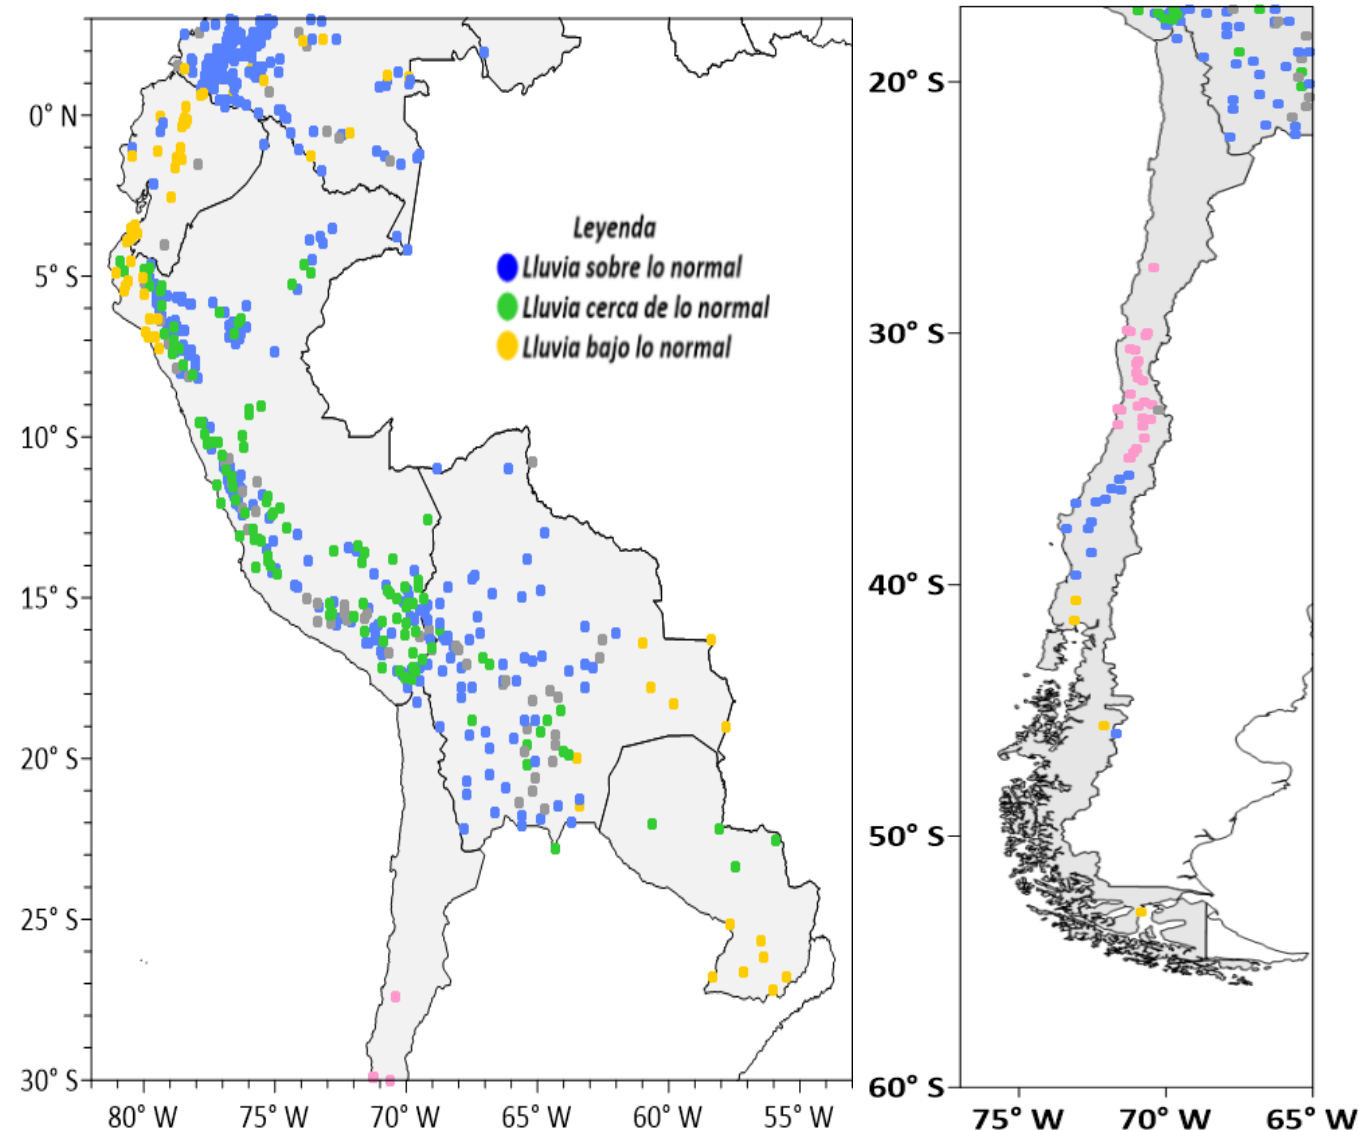 Leyenda
Lluvia sobre lo normal
Lluvia cerca de lo normal
Lluvia bajo lo normal
0° N
5° S
10° S
15° S
20° S
25° S
30° S
80° W
75° W
70° W
65° W
60° W
55° W
20° S
30° S
40° S
50° S
60° S
75° W
70° W
65° W